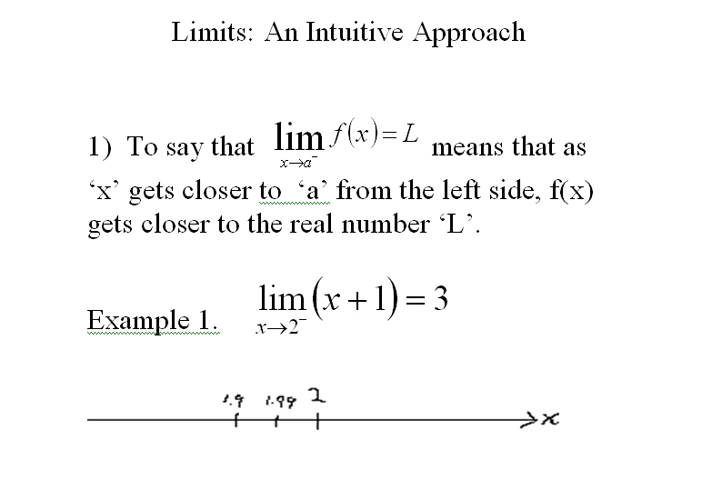 Limits: An Intuitive Approach
1) To say that lim x→a⁻ f(x)=L means that as
‘x’ gets closer to ‘a’ from the left side, f(x)
gets closer to the real number ‘L’.
Example 1. lim x→2⁻ (x+1)=3
1.9 1.99 2
x